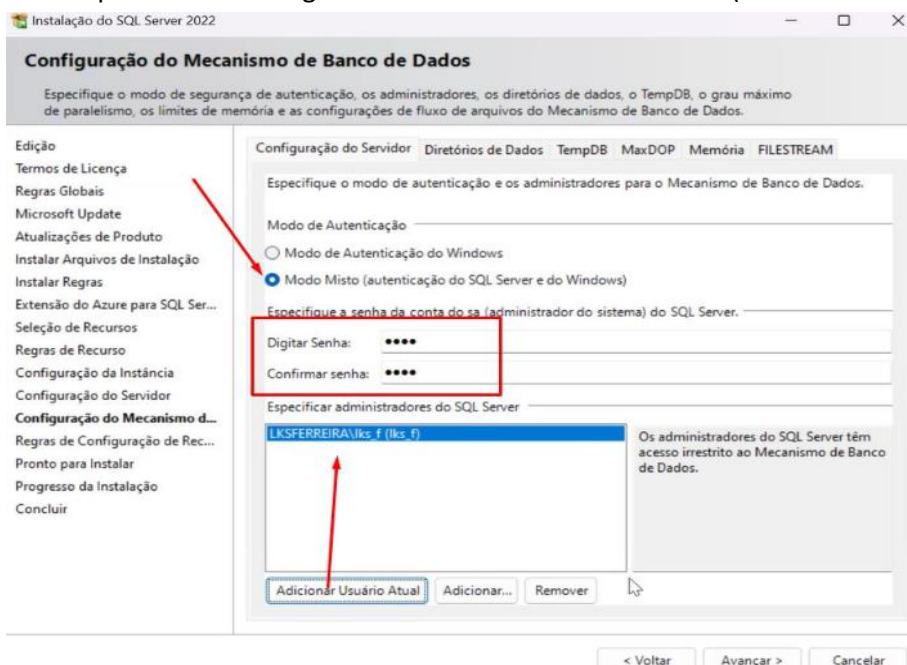 Instalação do SQL Server 2022
Configuração do Mecanismo de Banco de Dados
Especifique o modo de segurança de autenticação, os administradores, os diretórios de dados, o TempDB, o grau máximo
de paralelismo, os limites de memória e as configurações de fluxo de arquivos do Mecanismo de Banco de Dados.
Edição
Termos de Licença
Regras Globais
Microsoft Update
Atualizações de Produto
Instalar Arquivos de Instalação
Instalar Regras
Extensão do Azure para SQL Ser...
Seleção de Recursos
Regras de Recurso
Configuração da Instância
Configuração do Servidor
Configuração do Mecanismo d...
Regras de Configuração de Rec...
Pronto para Instalar
Progresso da Instalação
Concluir
Configuração do Servidor Diretórios de Dados TempDB MaxDOP Memória FILESTREAM
Especifique o modo de autenticação e os administradores para o Mecanismo de Banco de Dados.
Modo de Autenticação
Modo de Autenticação do Windows
Modo Misto (autenticação do SQL Server e do Windows)
Especifique a senha da conta do sa (administrador do sistema) do SQL Server.
Digitar Senha: ●●●●
Confirmar senha: ●●●●
Especificar administradores do SQL Server
LKSFERREIRA\lks_f (lks_f)
Os administradores do SQL Server têm
acesso irrestrito ao Mecanismo de Banco
de Dados.
Adicionar Usuário Atual Adicionar... Remover
< Voltar Avançar > Cancelar